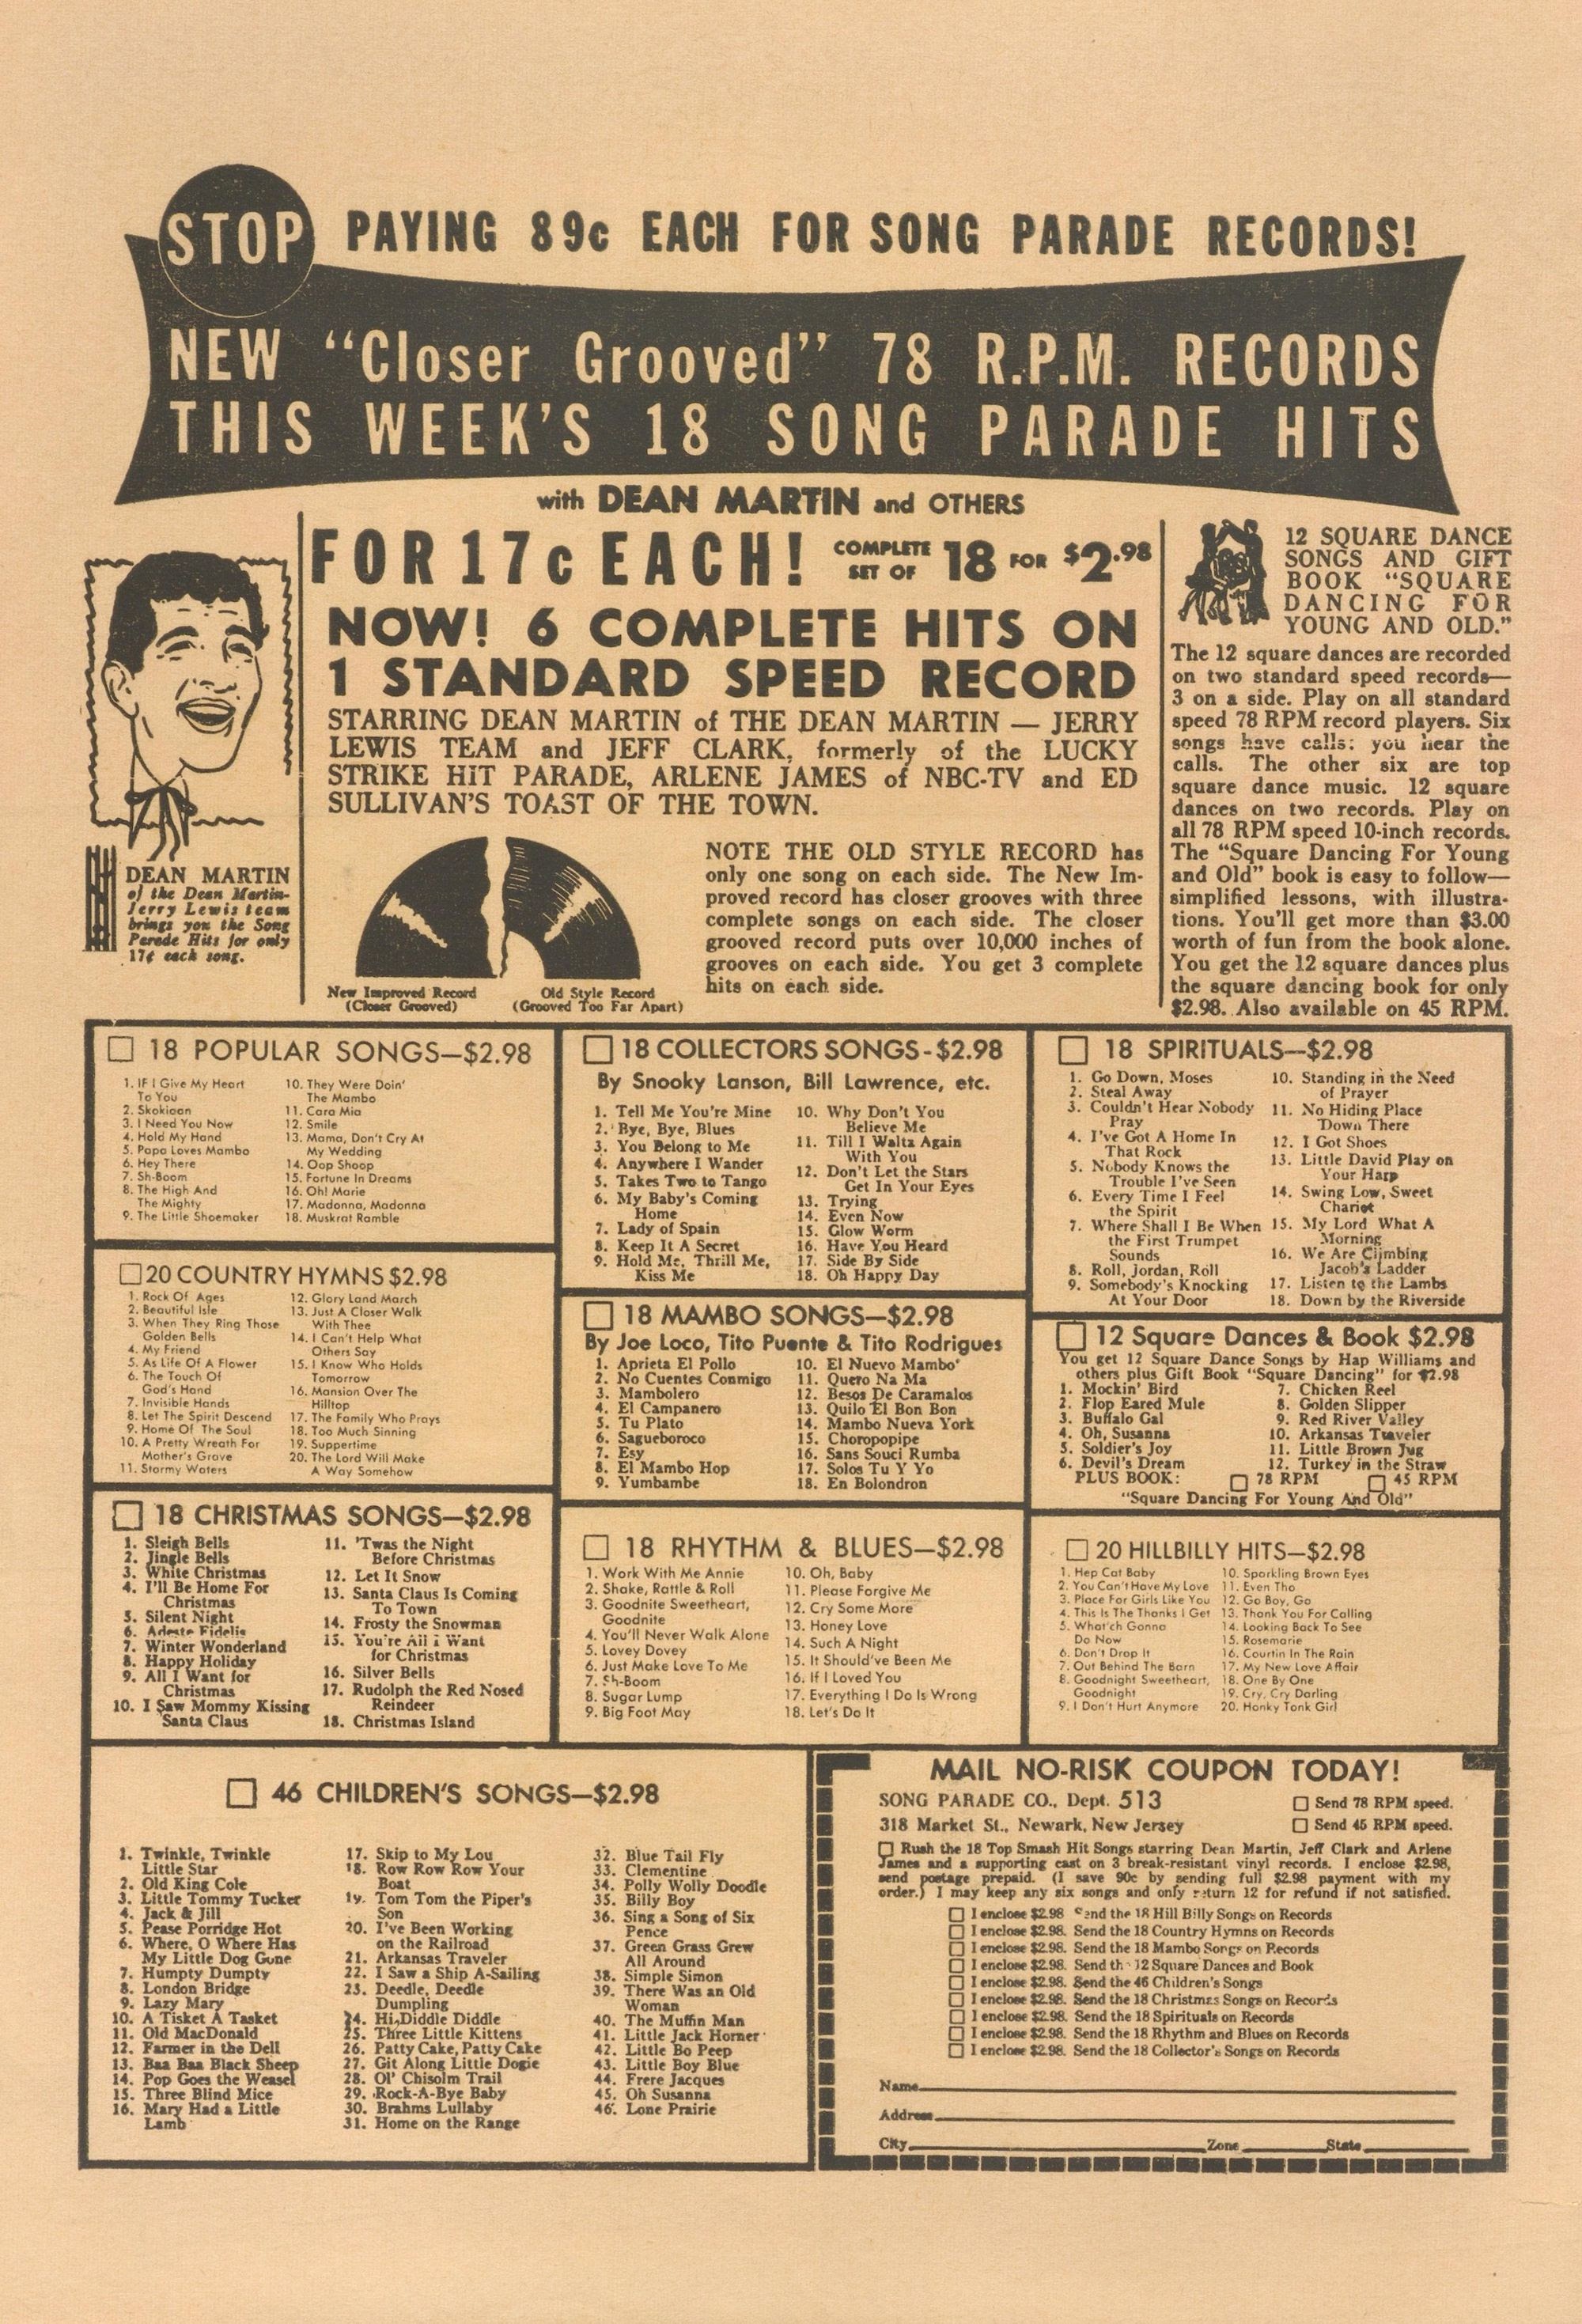 STOP PAYING 89c EACH FOR SONG PARADE RECORDS!
NEW "Closer Grooved" 78 R.P.M. RECORDS
THIS WEEK'S 18 SONG PARADE HITS
with DEAN MARTIN and OTHERS
FOR 17c EACH! COMPLETE SET OF 18 FOR $2.98
NOW! 6 COMPLETE HITS ON
1 STANDARD SPEED RECORD
STARRING DEAN MARTIN of THE DEAN MARTIN — JERRY
LEWIS TEAM and JEFF CLARK, formerly of the LUCKY
STRIKE HIT PARADE, ARLENE JAMES of NBC-TV and ED
SULLIVAN'S TOAST OF THE TOWN.
DEAN MARTIN
of the Dean Martin-
Jerry Lewis team
brings you the Song
Parade Hits for only
17¢ each song.
New Improved Record
(Closer Grooved)
Old Style Record
(Grooved Too Far Apart)
NOTE THE OLD STYLE RECORD has
only one song on each side. The New Im-
proved record has closer grooves with three
complete songs on each side. The closer
grooved record puts over 10,000 inches of
grooves on each side. You get 3 complete
hits on each side.
12 SQUARE DANCE
SONGS AND GIFT
BOOK "SQUARE
DANCING FOR
YOUNG AND OLD."
The 12 square dances are recorded
on two standard speed records—
3 on a side. Play on all standard
speed 78 RPM record players. Six
songs have calls; you hear the
calls. The other six are top
square dance music. 12 square
dances on two records. Play on
all 78 RPM speed 10-inch records.
The "Square Dancing For Young
and Old" book is easy to follow—
simplified lessons, with illustra-
tions. You'll get more than $3.00
worth of fun from the book alone.
You get the 12 square dances plus
the square dancing book for only
$2.98. Also available on 45 RPM.
18 POPULAR SONGS—$2.98
1. If I Give My Heart
To You
2. Skokiaan
3. I Need You Now
4. Hold My Hand
5. Papa Loves Mambo
6. Hey There
7. Sh-Boom
8. The High And
The Mighty
9. The Little Shoemaker
10. They Were Doin'
The Mambo
11. Cara Mia
12. Smile
13. Mama, Don't Cry At
My Wedding
14. Oop Shoop
15. Fortune In Dreams
16. Oh! Marie
17. Madonna, Madonna
18. Muskrat Ramble
18 COLLECTORS SONGS-$2.98
By Snooky Lanson, Bill Lawrence, etc.
1. Tell Me You're Mine
2. Bye, Bye, Blues
3. You Belong to Me
4. Anywhere I Wander
5. Takes Two to Tango
6. My Baby's Coming
Home
7. Lady of Spain
8. Keep It A Secret
9. Hold Me, Thrill Me,
Kiss Me
10. Why Don't You
Believe Me
11. Till I Waltz Again
With You
12. Don't Let the Stars
Get In Your Eyes
13. Trying
14. Even Now
15. Glow Worm
16. Have You Heard
17. Side By Side
18. Oh Happy Day
18 SPIRITUALS—$2.98
1. Go Down, Moses
2. Steal Away
3. Couldn't Hear Nobody
Pray
4. I've Got A Home In
That Rock
5. Nobody Knows the
Trouble I've Seen
6. Every Time I Feel
the Spirit
7. Where Shall I Be When
the First Trumpet
Sounds
8. Roll, Jordan, Roll
9. Somebody's Knocking
At Your Door
10. Standing in the Need
of Prayer
11. No Hiding Place
Down There
12. I Got Shoes
13. Little David Play on
Your Harp
14. Swing Low, Sweet
Chariot
15. My Lord What A
Morning
16. We Are Climbing
Jacob's Ladder
17. Listen to the Lambs
18. Down by the Riverside
20 COUNTRY HYMNS $2.98
1. Rock Of Ages
2. Beautiful Isle
3. When They Ring Those
Golden Bells
4. My Friend
5. As Life Of A Flower
6. The Touch Of
God's Hand
7. Invisible Hands
8. Let The Spirit Descend
9. Home Of The Soul
10. A Pretty Wreath For
Mother's Grave
11. Stormy Waters
12. Glory Land March
13. Just A Closer Walk
With Thee
14. I Can't Help What
Others Say
15. I Know Who Holds
Tomorrow
16. Mansion Over The
Hilltop
17. The Family Who Prays
18. Too Much Sinning
19. Suppertime
20. The Lord Will Make
A Way Somehow
18 MAMBO SONGS—$2.98
By Joe Loco, Tito Puente & Tito Rodrigues
1. Aprieta El Pollo
2. No Cuentes Conmigo
3. Mambolero
4. El Campanero
5. Tu Plato
6. Sagueboroco
7. Esy
8. El Mambo Hop
9. Yumbambe
10. El Nuevo Mambo
11. Quero Na Ma
12. Besos De Caramalos
13. Quilo El Bon Bon
14. Mambo Nueva York
15. Choropopipe
16. Sans Souci Rumba
17. Solos Tu Y Yo
18. En Bolondron
12 Square Dances & Book $2.98
You get 12 Square Dance Songs by Hap Williams and
others plus Gift Book "Square Dancing" for $2.98
1. Mockin' Bird
2. Flop Eared Mule
3. Buffalo Gal
4. Oh, Susanna
5. Soldier's Joy
6. Devil's Dream
7. Chicken Reel
8. Golden Slipper
9. Red River Valley
10. Arkansas Traveler
11. Little Brown Jug
12. Turkey in the Straw
PLUS BOOK: 78 RPM 45 RPM
"Square Dancing For Young And Old"
18 CHRISTMAS SONGS—$2.98
1. Sleigh Bells
2. Jingle Bells
3. White Christmas
4. I'll Be Home For
Christmas
5. Silent Night
6. Adeste Fidelis
7. Winter Wonderland
8. Happy Holiday
9. All I Want for
Christmas
10. I Saw Mommy Kissing
Santa Claus
11. 'Twas the Night
Before Christmas
12. Let It Snow
13. Santa Claus Is Coming
To Town
14. Frosty the Snowman
15. You're All I Want
for Christmas
16. Silver Bells
17. Rudolph the Red Nosed
Reindeer
18. Christmas Island
18 RHYTHM & BLUES—$2.98
1. Work With Me Annie
2. Shake, Rattle & Roll
3. Goodnite Sweetheart,
Goodnite
4. You'll Never Walk Alone
5. Lovey Dovey
6. Just Make Love To Me
7. Sh-Boom
8. Sugar Lump
9. Big Foot May
10. Oh, Baby
11. Please Forgive Me
12. Cry Some More
13. Honey Love
14. Such A Night
15. It Should've Been Me
16. If I Loved You
17. Everything I Do Is Wrong
18. Let's Do It
20 HILLBILLY HITS—$2.98
1. Hep Cat Baby
2. You Can't Have My Love
3. Place For Girls Like You
4. This Is The Thanks I Get
5. What'ch Gonna
Do Now
6. Don't Drop It
7. Out Behind The Barn
8. Goodnight Sweetheart,
Goodnight
9. I Don't Hurt Anymore
10. Sparkling Brown Eyes
11. Even Tho
12. Go Boy, Go
13. Thank You For Calling
14. Looking Back To See
15. Rosemarie
16. Courtin In The Rain
17. My New Love Affair
18. One By One
19. Cry, Cry Darling
20. Honky Tonk Girl
46 CHILDREN'S SONGS—$2.98
1. Twinkle, Twinkle
Little Star
2. Old King Cole
3. Little Tommy Tucker
4. Jack & Jill
5. Pease Porridge Hot
6. Where, O Where Has
My Little Dog Gone
7. Humpty Dumpty
8. London Bridge
9. Lazy Mary
10. A Tisket A Tasket
11. Old MacDonald
12. Farmer in the Dell
13. Baa Baa Black Sheep
14. Pop Goes the Weasel
15. Three Blind Mice
16. Mary Had a Little
Lamb
17. Skip to My Lou
18. Row Row Row Your
Boat
19. Tom Tom the Piper's
Son
20. I've Been Working
on the Railroad
21. Arkansas Traveler
22. I Saw a Ship A-Sailing
23. Deedle, Deedle
Dumpling
24. Hi, Diddle Diddle
25. Three Little Kittens
26. Patty Cake, Patty Cake
27. Git Along Little Dogie
28. Ol' Chisolm Trail
29. Rock-A-Bye Baby
30. Brahms Lullaby
31. Home on the Range
32. Blue Tail Fly
33. Clementine
34. Polly Wolly Doodle
35. Billy Boy
36. Sing a Song of Six
Pence
37. Green Grass Grew
All Around
38. Simple Simon
39. There Was an Old
Woman
40. The Muffin Man
41. Little Jack Horner
42. Little Bo Peep
43. Little Boy Blue
44. Frere Jacques
45. Oh Susanna
46. Lone Prairie
MAIL NO-RISK COUPON TODAY!
SONG PARADE CO., Dept. 513
318 Market St., Newark, New Jersey
Send 78 RPM speed.
Send 45 RPM speed.
Rush the 18 Top Smash Hit Songs starring Dean Martin, Jeff Clark and Arlene
James and a supporting cast on 3 break-resistant vinyl records. I enclose $2.98,
send postage prepaid. (I save 90c by sending full $2.98 payment with my
order.) I may keep any six songs and only return 12 for refund if not satisfied.
I enclose $2.98 Send the 18 Hill Billy Songs on Records
I enclose $2.98. Send the 18 Country Hymns on Records
I enclose $2.98. Send the 18 Mambo Songs on Records
I enclose $2.98. Send the 12 Square Dances and Book
I enclose $2.98. Send the 46 Children's Songs
I enclose $2.98. Send the 18 Christmas Songs on Records
I enclose $2.98. Send the 18 Spirituals on Records
I enclose $2.98. Send the 18 Rhythm and Blues on Records
I enclose $2.98. Send the 18 Collector's Songs on Records
Name
Address
City Zone State